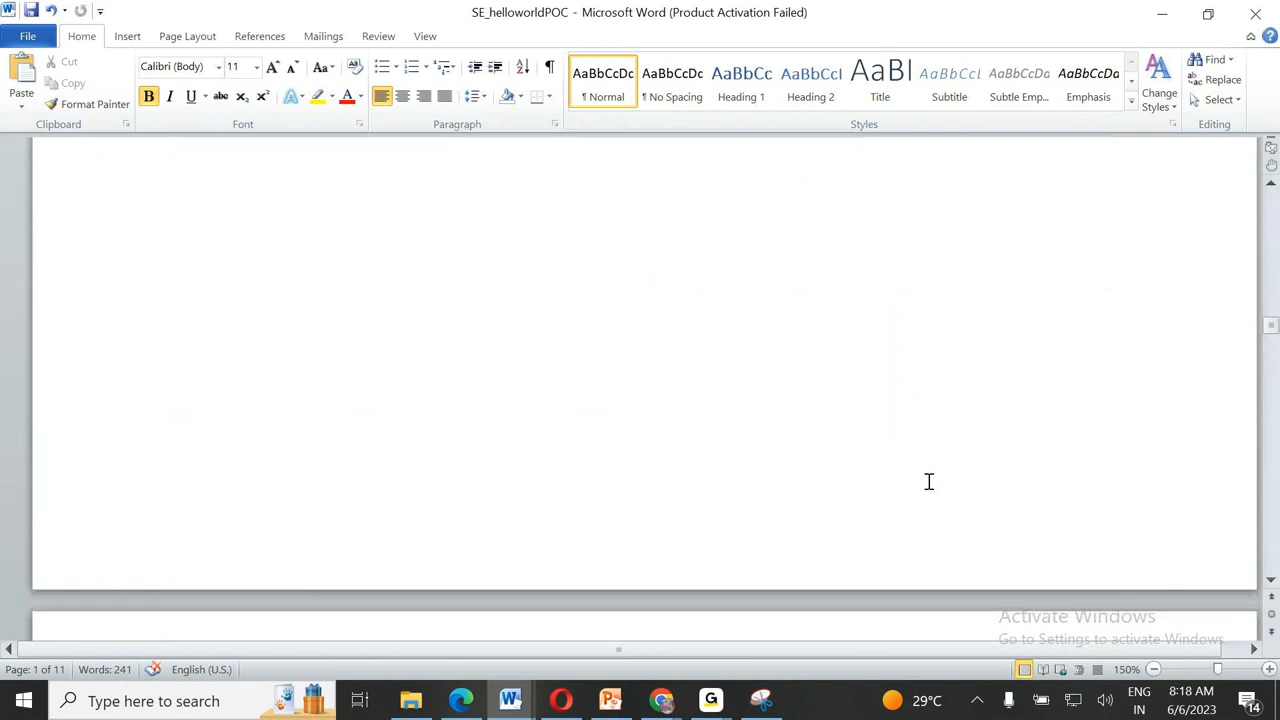 SE_helloworldPOC - Microsoft Word (Product Activation Failed)
File Home Insert Page Layout References Mailings Review View
Paste
Cut
Copy
Format Painter
Clipboard
Calibri (Body) 11
Font
Paragraph
AaBbCcDc AaBbCcDc AaBbCc AaBbCcI AaBI AaBbCcl AaBbCcDa AaBbCcDa
¶ Normal ¶ No Spacing Heading 1 Heading 2 Title Subtitle Subtle Emp... Emphasis
Styles
Change
Styles
Find
Replace
Select
Editing
Activate Windows
Go to Settings to activate Windows.
Page: 1 of 11 Words: 241 English (U.S.) 150%
Type here to search
29°C
ENG
IN
8:18 AM
6/6/2023
14